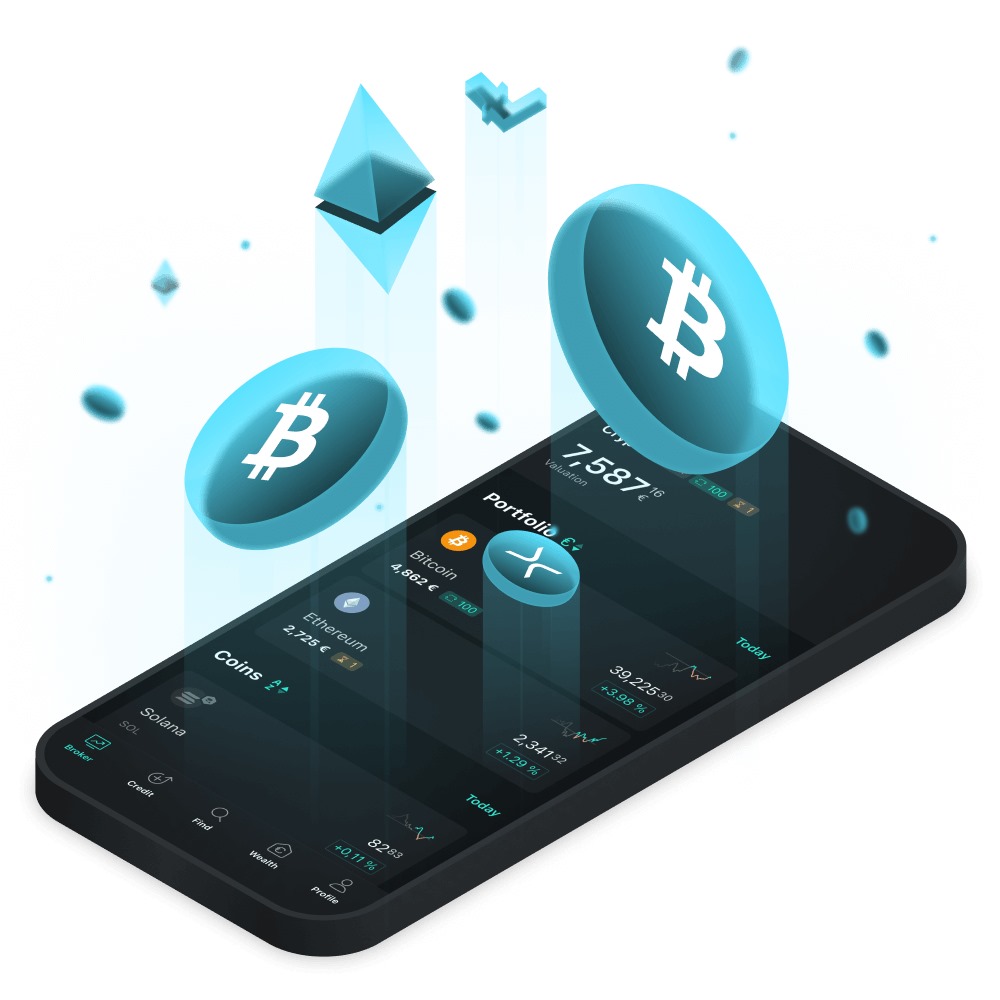 7,587 16 €
Valuation
100
1
Portfolio €
Bitcoin
4,862 €
100
39,225 30
+3.98 %
Today
Ethereum
2,725 €
1
2,341 32
+1.29 %
Coins A Z
Today
Solana
SOL
82 83
+0,11 %
Broker
Credit
Find
Wealth
Profile